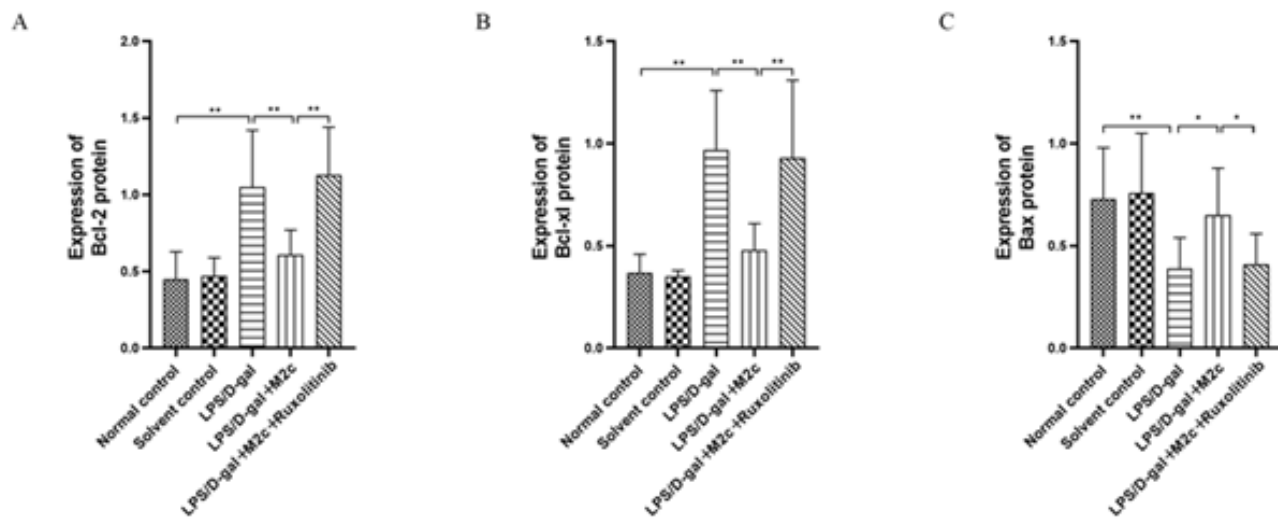 A
Expression of
Bcl-2 protein
2.0
1.5
1.0
0.5
0.0
**
**
**
Normal control
Solvent control
LPS/D-gal
LPS/D-gal+M2c
LPS/D-gal+M2c+Ruxolitinib
B
Expression of
Bcl-xl protein
1.5
1.0
0.5
0.0
**
**
**
Normal control
Solvent control
LPS/D-gal
LPS/D-gal+M2c
LPS/D-gal+M2c+Ruxolitinib
C
Expression of
Bax protein
1.5
1.0
0.5
0.0
**
*
*
Normal control
Solvent control
LPS/D-gal
LPS/D-gal+M2c
LPS/D-gal+M2c+Ruxolitinib